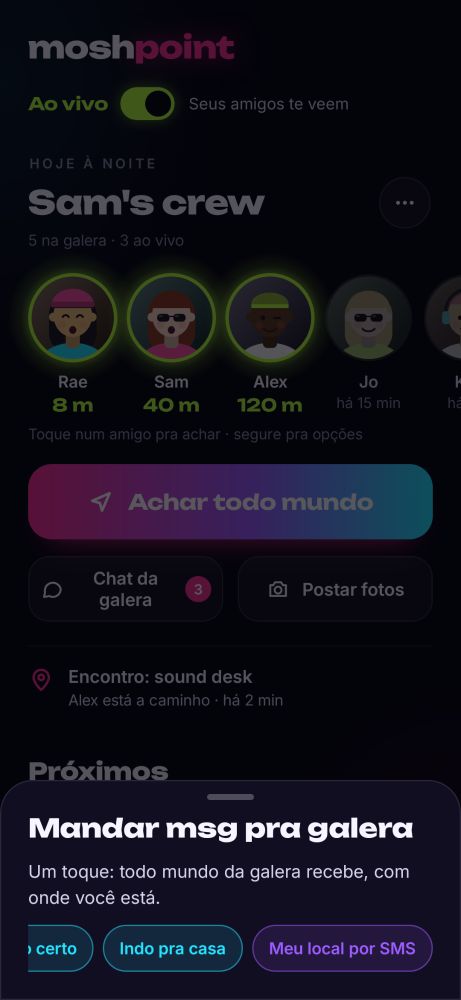 moshpoint
Ao vivo Seus amigos te veem
HOJE À NOITE
Sam's crew
5 na galera · 3 ao vivo
Rae Sam Alex Jo
8 m 40 m 120 m há 15 min
Toque num amigo pra achar · segure pra opções
Achar todo mundo
Chat da
galera 3 Postar fotos
Encontro: sound desk
Alex está a caminho · há 2 min
Próximos
Mandar msg pra galera
Um toque: todo mundo da galera recebe, com
onde você está.
certo Indo pra casa Meu local por SMS